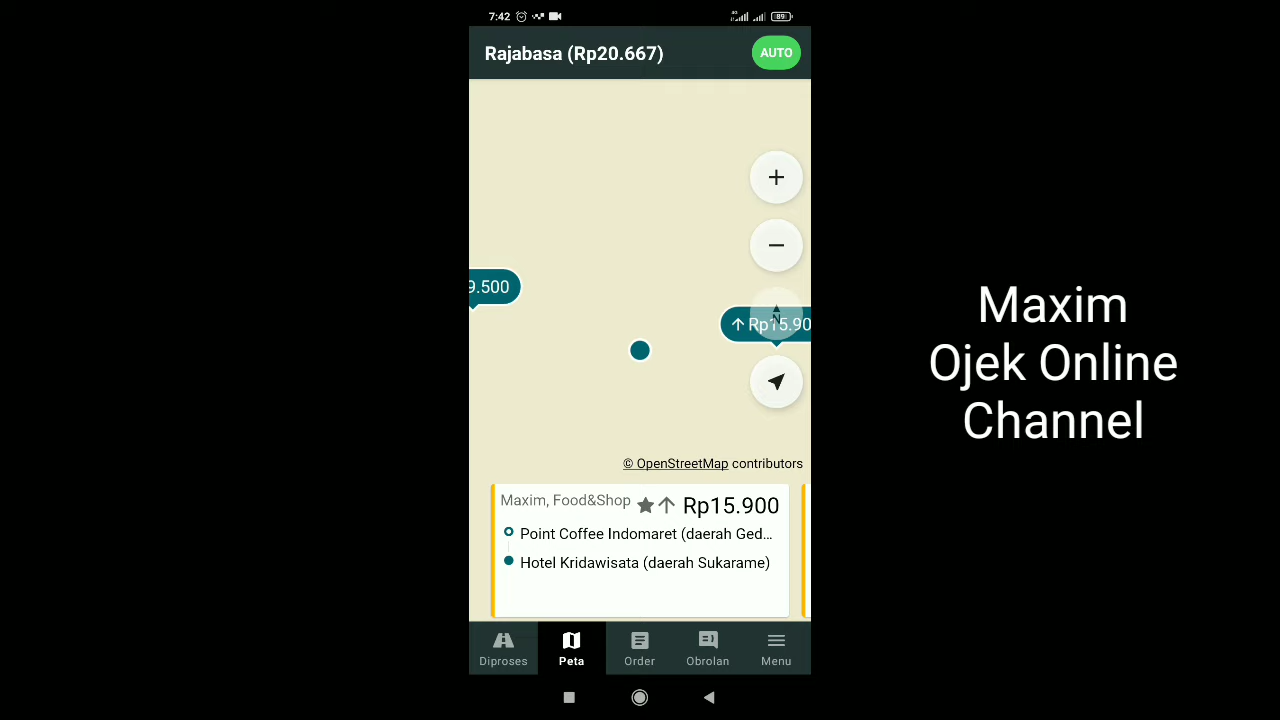 7:42
89
Rajabasa (Rp20.667)
AUTO
9.500
Rp15.90
N
© OpenStreetMap contributors
Maxim, Food&Shop Rp15.900
Point Coffee Indomaret (daerah Ged...
Hotel Kridawisata (daerah Sukarame)
Diproses
Peta
Order
Obrolan
Menu
Maxim
Ojek Online
Channel